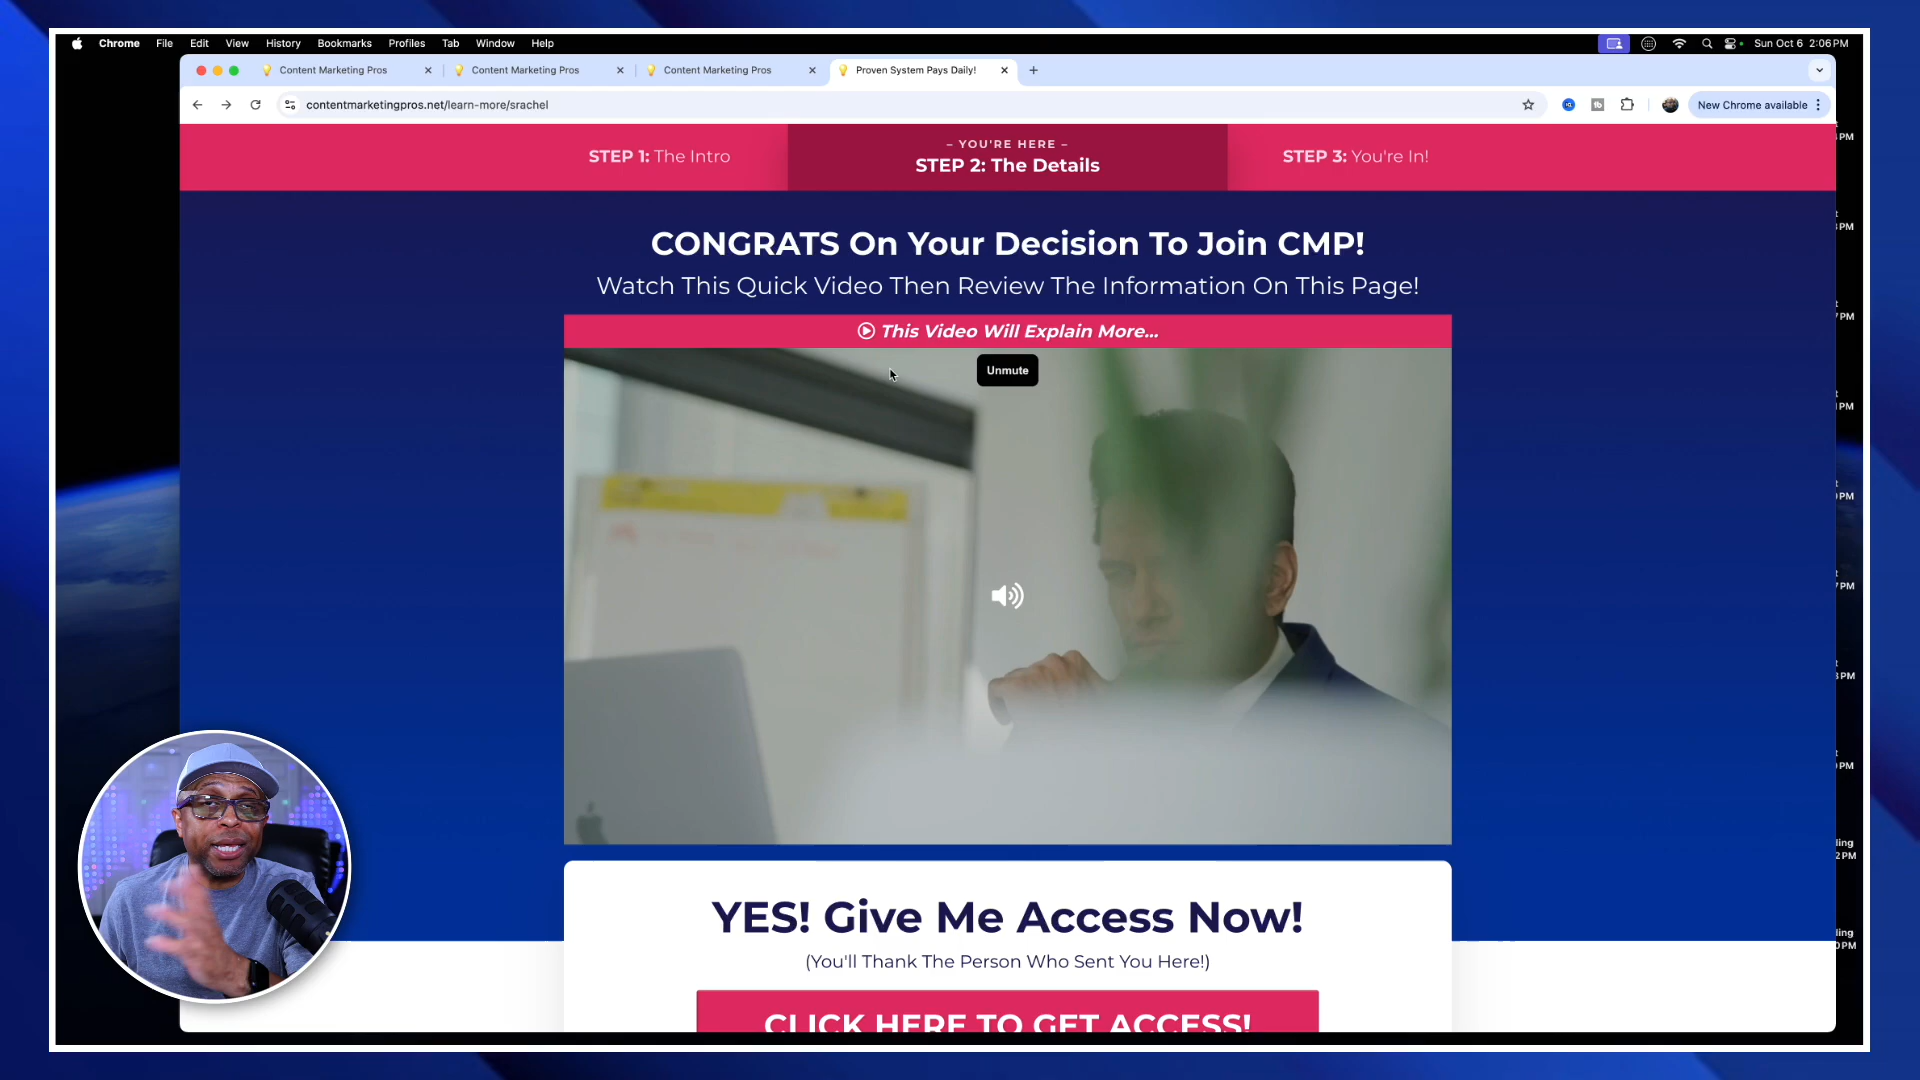 Chrome File Edit View History Bookmarks Profiles Tab Window Help
Sun Oct 6 2:06 PM
Content Marketing Pros
Content Marketing Pros
Content Marketing Pros
Proven System Pays Daily!
contentmarketingpros.net/learn-more/srachel
New Chrome available
STEP 1: The Intro
– YOU'RE HERE –
STEP 2: The Details
STEP 3: You're In!
CONGRATS On Your Decision To Join CMP!
Watch This Quick Video Then Review The Information On This Page!
This Video Will Explain More...
Unmute
YES! Give Me Access Now!
(You'll Thank The Person Who Sent You Here!)
CLICK HERE TO GET ACCESS!